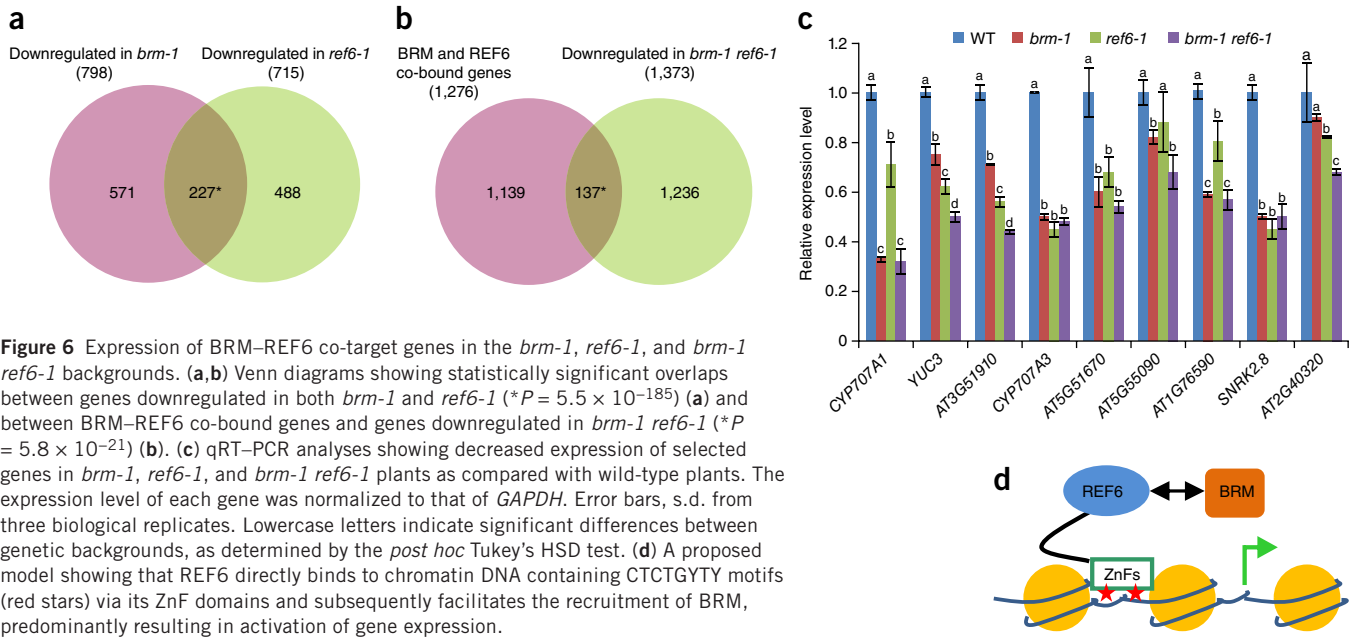 a
Downregulated in brm-1
(798)
Downregulated in ref6-1
(715)
571
227*
488
b
BRM and REF6
co-bound genes
(1,276)
Downregulated in brm-1 ref6-1
(1,373)
1,139
137*
1,236
c
WT
brm-1
ref6-1
brm-1 ref6-1
Relative expression level
1.2
1.0
0.8
0.6
0.4
0.2
0
a c b c
a b c d
a b c d
a b b b
a b b b
a b a b
a c b c
a b b b
a a b c
CYP707A1
YUC3
AT3G51910
CYP707A3
AT5G51670
AT5G55090
AT1G76590
SNRK2.8
AT2G40320
Figure 6 Expression of BRM–REF6 co-target genes in the brm-1, ref6-1, and brm-1
ref6-1 backgrounds. (a,b) Venn diagrams showing statistically significant overlaps
between genes downregulated in both brm-1 and ref6-1 (*P = 5.5 × 10⁻¹⁸⁵) (a) and
between BRM–REF6 co-bound genes and genes downregulated in brm-1 ref6-1 (*P
= 5.8 × 10⁻²¹) (b). (c) qRT–PCR analyses showing decreased expression of selected
genes in brm-1, ref6-1, and brm-1 ref6-1 plants as compared with wild-type plants. The
expression level of each gene was normalized to that of GAPDH. Error bars, s.d. from
three biological replicates. Lowercase letters indicate significant differences between
genetic backgrounds, as determined by the post hoc Tukey's HSD test. (d) A proposed
model showing that REF6 directly binds to chromatin DNA containing CTCTGYTY motifs
(red stars) via its ZnF domains and subsequently facilitates the recruitment of BRM,
predominantly resulting in activation of gene expression.
d
REF6
BRM
ZnFs